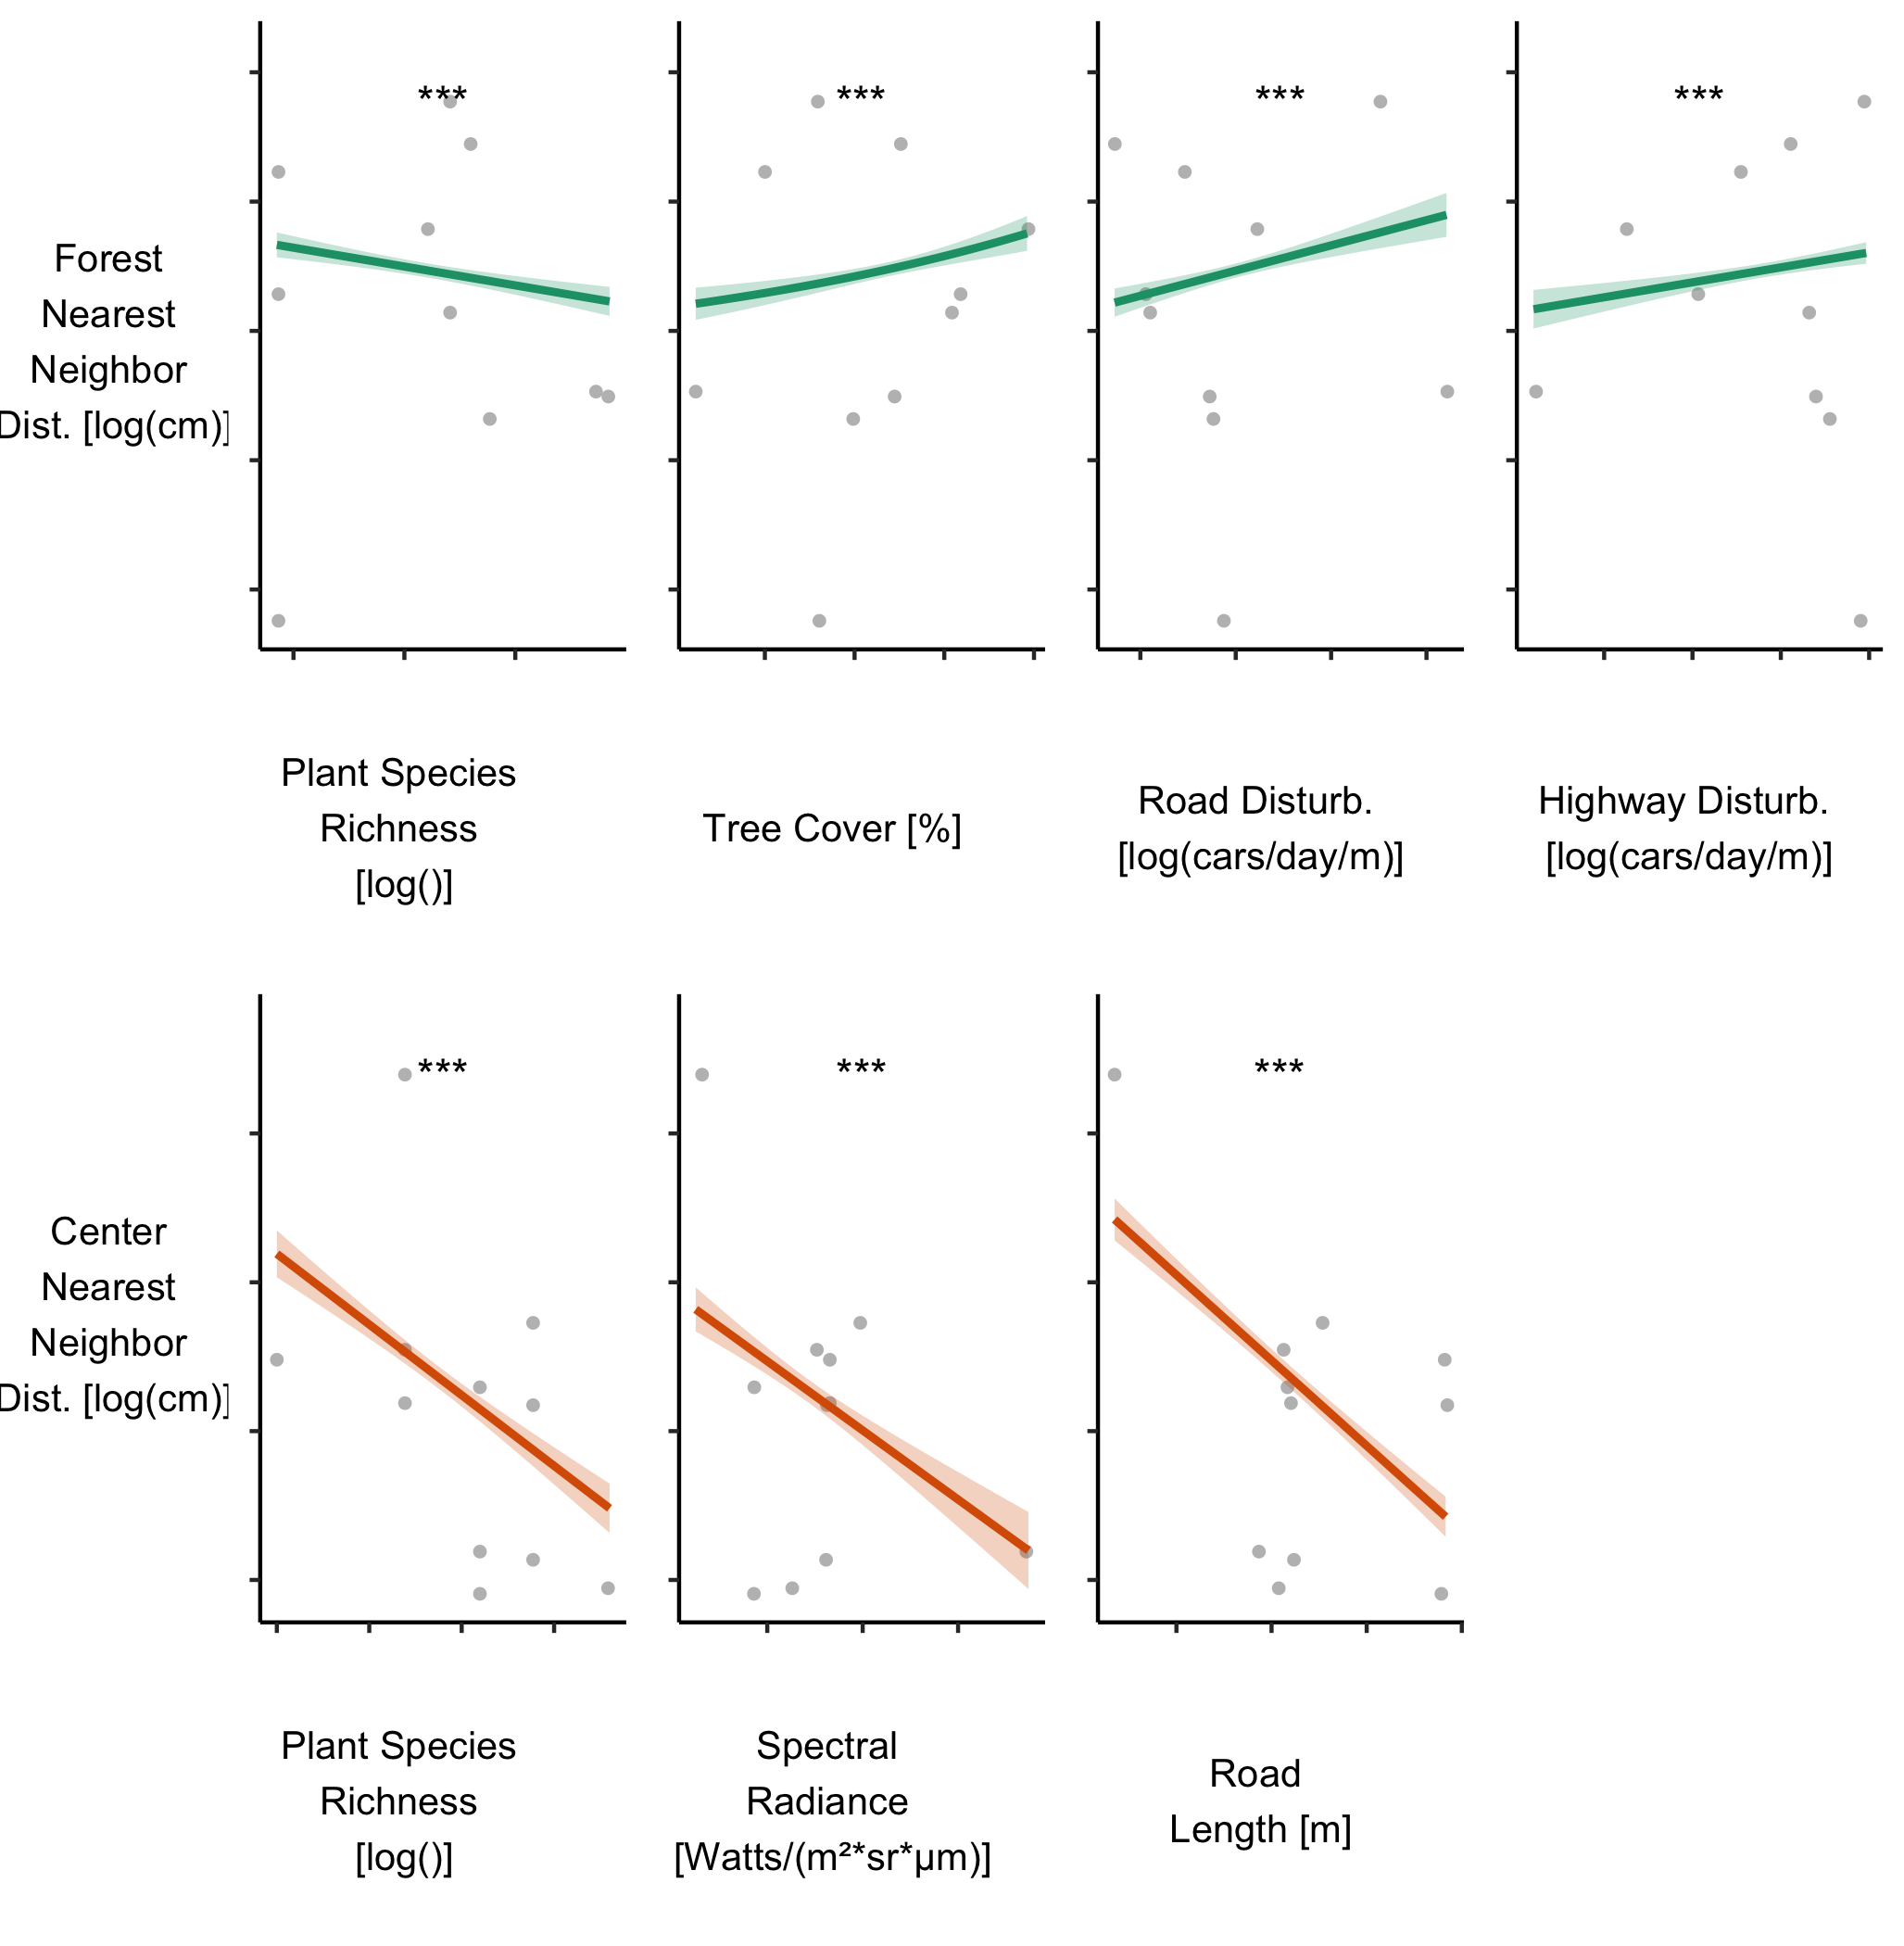 ***
***
***
***
Forest
Nearest
Neighbor
Dist. [log(cm)]
Plant Species
Richness
[log()]
Tree Cover [%]
Road Disturb.
[log(cars/day/m)]
Highway Disturb.
[log(cars/day/m)]
***
***
***
Center
Nearest
Neighbor
Dist. [log(cm)]
Plant Species
Richness
[log()]
Spectral
Radiance
[Watts/(m²*sr*µm)]
Road
Length [m]